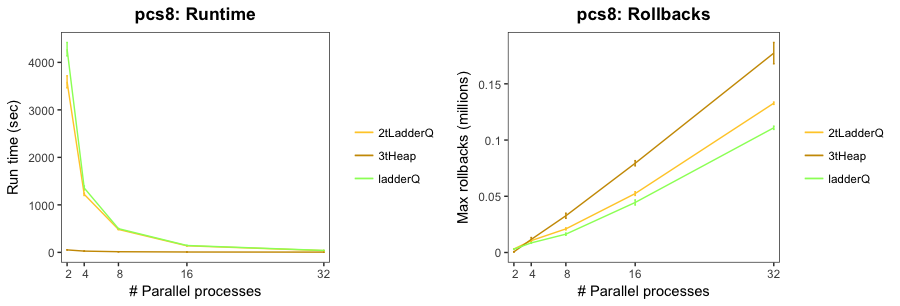 pcs8: Runtime
Run time (sec)
4000
3000
2000
1000
0
2 4 8 16 32
# Parallel processes
2tLadderQ
3tHeap
ladderQ
pcs8: Rollbacks
Max rollbacks (millions)
0.15
0.1
0.05
0
2 4 8 16 32
# Parallel processes
2tLadderQ
3tHeap
ladderQ